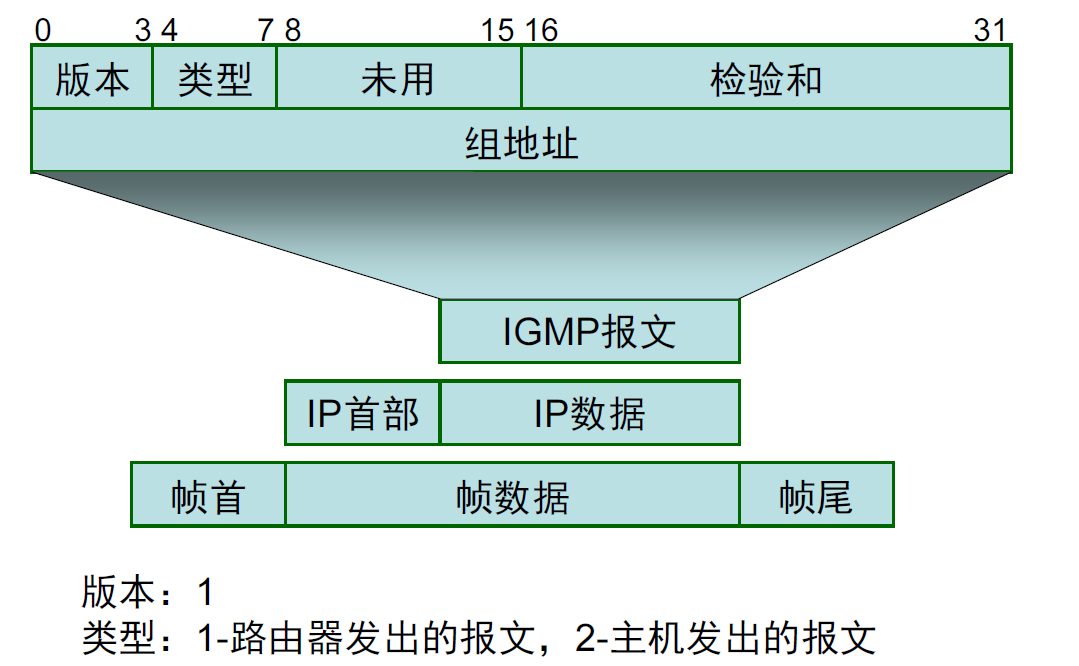 0 3 4 7 8 15 16 31
版本 类型 未用 检验和
组地址
IGMP报文
IP首部 IP数据
帧首 帧数据 帧尾
版本：1
类型：1-路由器发出的报文，2-主机发出的报文